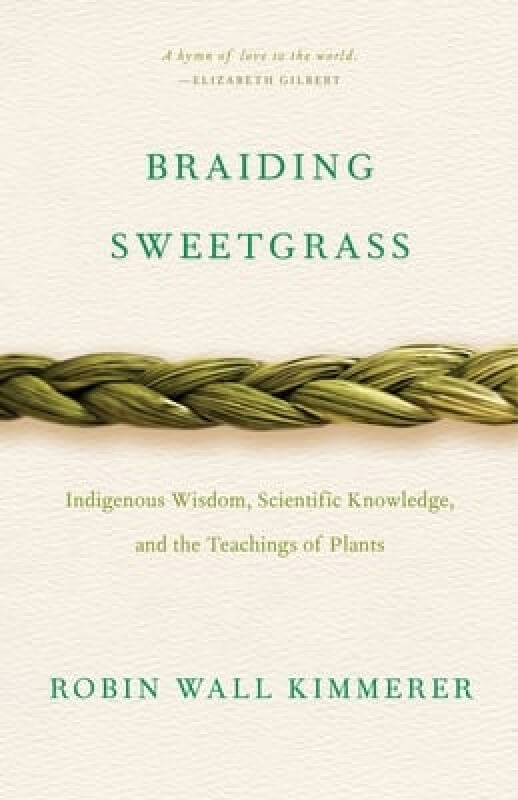 A hymn of love to the world.
—ELIZABETH GILBERT
BRAIDING
SWEETGRASS
Indigenous Wisdom, Scientific Knowledge,
and the Teachings of Plants
ROBIN WALL KIMMERER